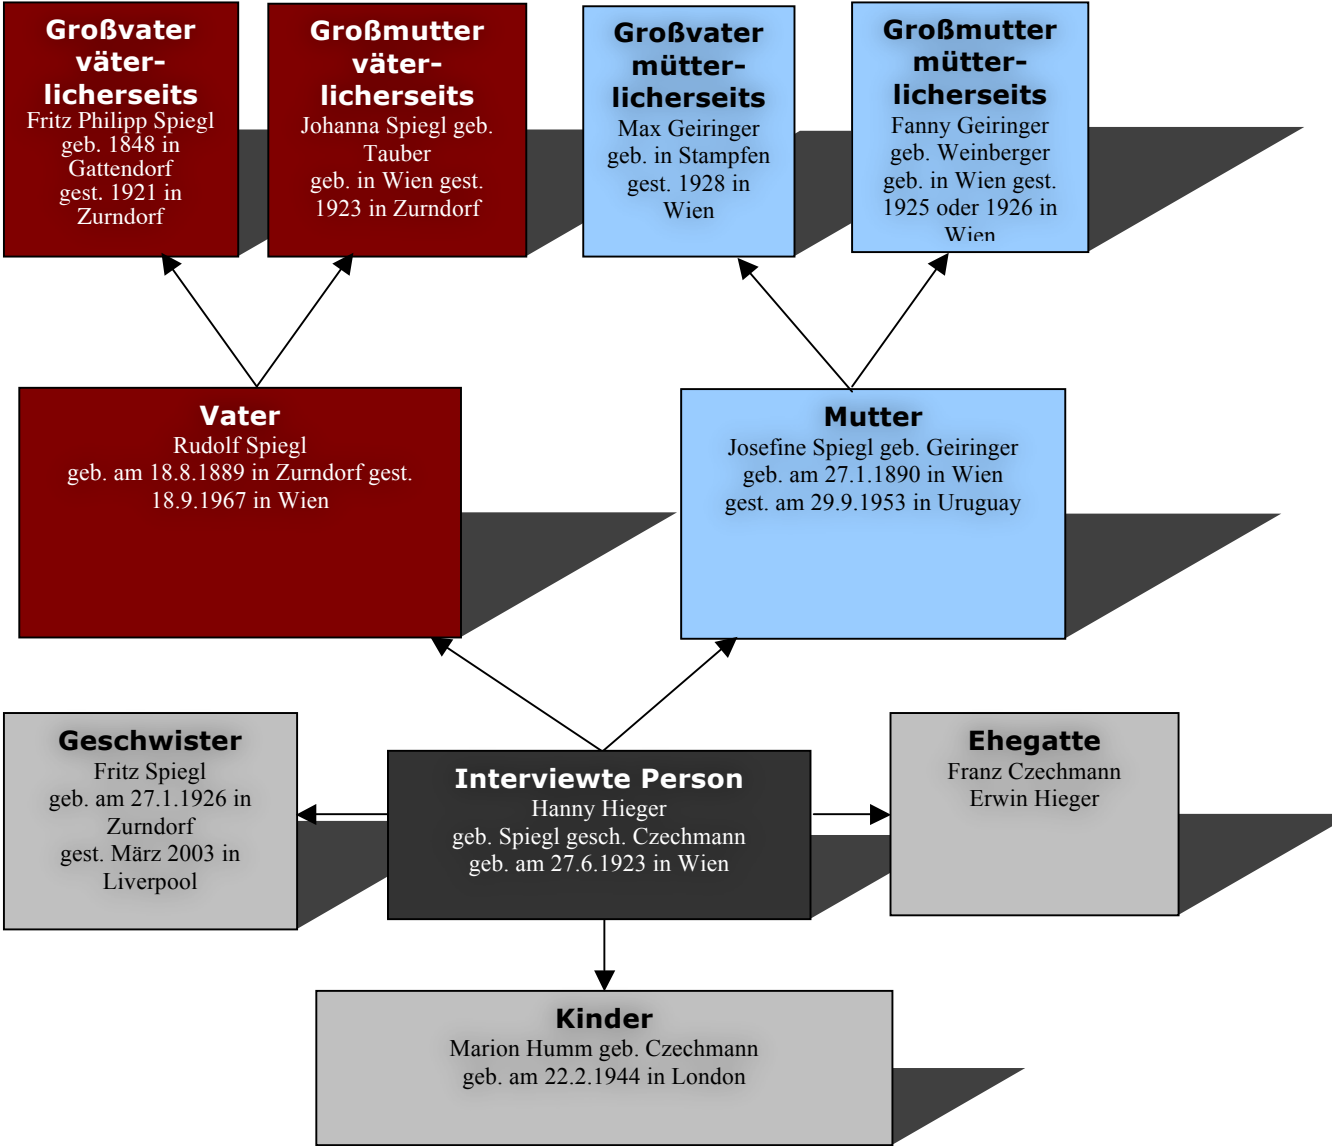 Großvater
väter-
licherseits
Fritz Philipp Spiegl
geb. 1848 in
Gattendorf
gest. 1921 in
Zurndorf
Großmutter
väter-
licherseits
Johanna Spiegl geb.
Tauber
geb. in Wien gest.
1923 in Zurndorf
Großvater
mütter-
licherseits
Max Geiringer
geb. in Stampfen
gest. 1928 in
Wien
Großmutter
mütter-
licherseits
Fanny Geiringer
geb. Weinberger
geb. in Wien gest.
1925 oder 1926 in
Wien
Vater
Rudolf Spiegl
geb. am 18.8.1889 in Zurndorf gest.
18.9.1967 in Wien
Mutter
Josefine Spiegl geb. Geiringer
geb. am 27.1.1890 in Wien
gest. am 29.9.1953 in Uruguay
Geschwister
Fritz Spiegl
geb. am 27.1.1926 in
Zurndorf
gest. März 2003 in
Liverpool
Interviewte Person
Hanny Hieger
geb. Spiegl gesch. Czechmann
geb. am 27.6.1923 in Wien
Ehegatte
Franz Czechmann
Erwin Hieger
Kinder
Marion Humm geb. Czechmann
geb. am 22.2.1944 in London